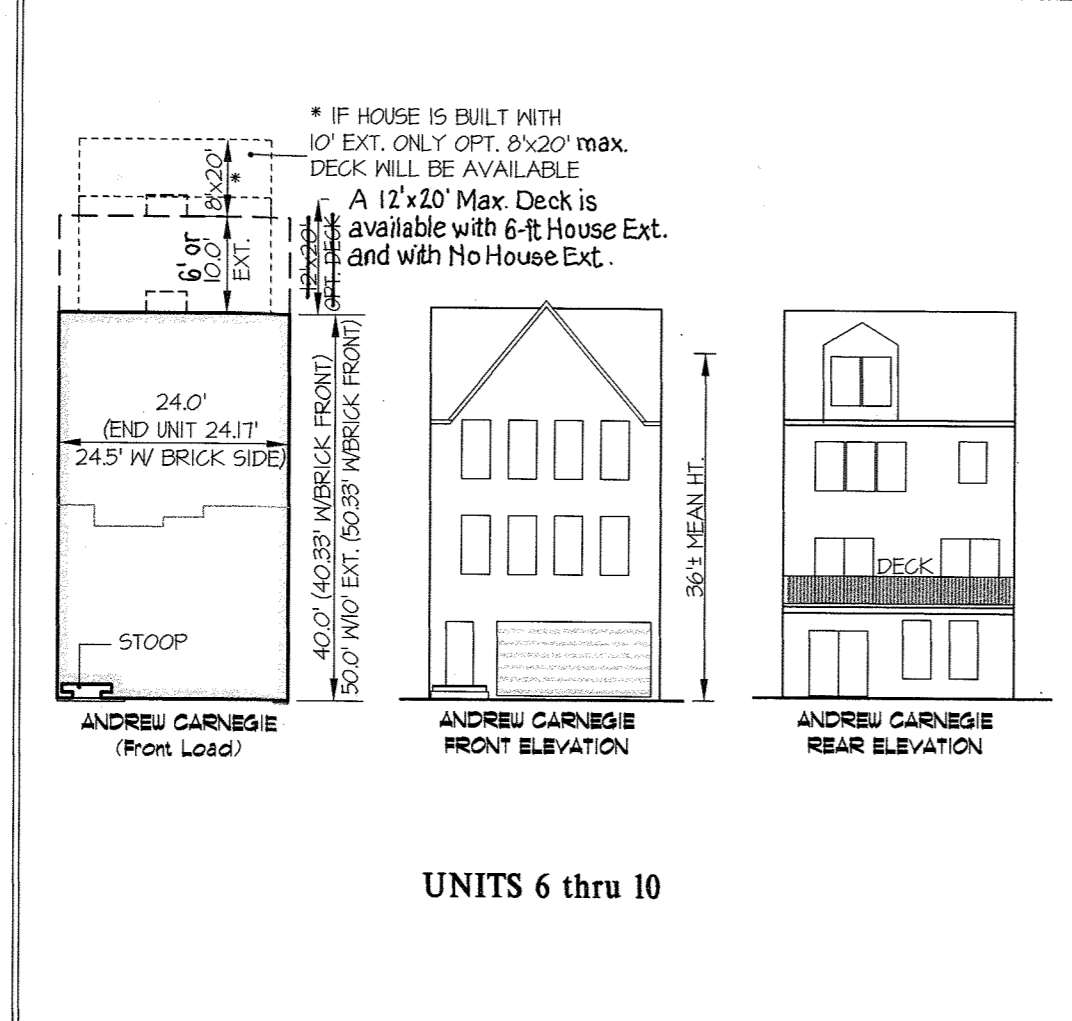 * IF HOUSE IS BUILT WITH
10' EXT. ONLY OPT. 8'x20' max.
DECK WILL BE AVAILABLE
A 12'x20' Max. Deck is
available with 6-ft House Ext.
and with No House Ext.
8'x20'
*
6' or
10.0'
EXT.
12'x20'
OPT. DECK
24.0'
(END UNIT 24.17'
24.5' W/ BRICK SIDE)
40.0' (40.33' W/BRICK FRONT)
50.0' W/10' EXT. (50.33' W/BRICK FRONT)
STOOP
36'± MEAN HT.
DECK
ANDREW CARNEGIE
(Front Load)
ANDREW CARNEGIE
FRONT ELEVATION
ANDREW CARNEGIE
REAR ELEVATION
UNITS 6 thru 10